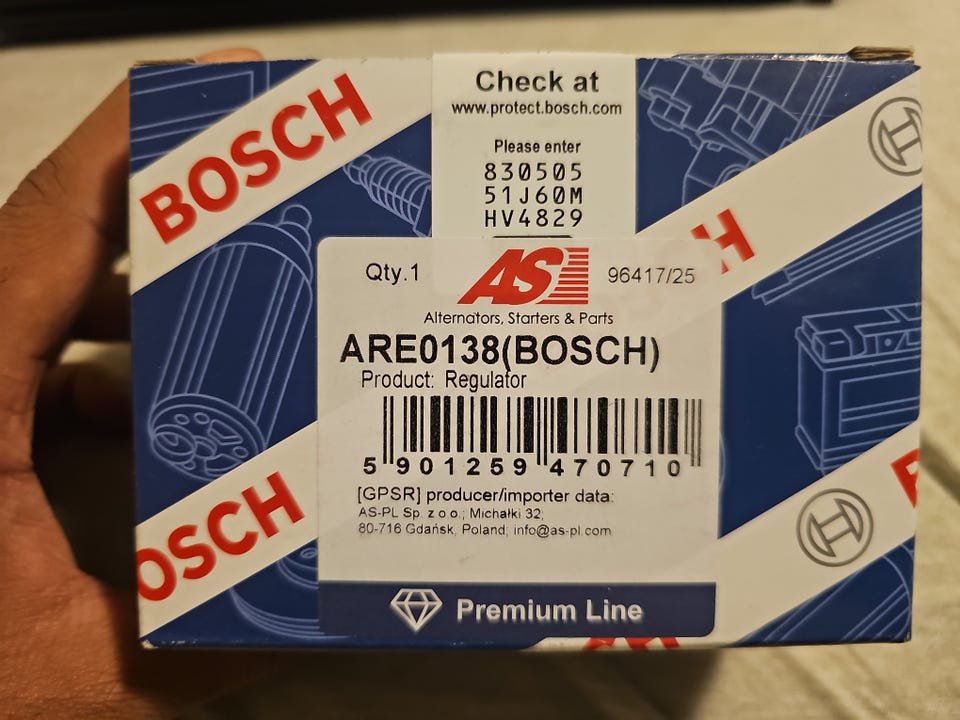 BOSCH
Check at
www.protect.bosch.com
Please enter
830505
51J60M
HV4829
H
Qty.1
AS
96417/25
Alternators, Starters & Parts
ARE0138(BOSCH)
Product: Regulator
5 901259 470710
[GPSR] producer/importer data:
AS-PL Sp. z o.o.; Michałki 32;
80-716 Gdańsk, Poland; info@as-pl.com
OSCH
Premium Line